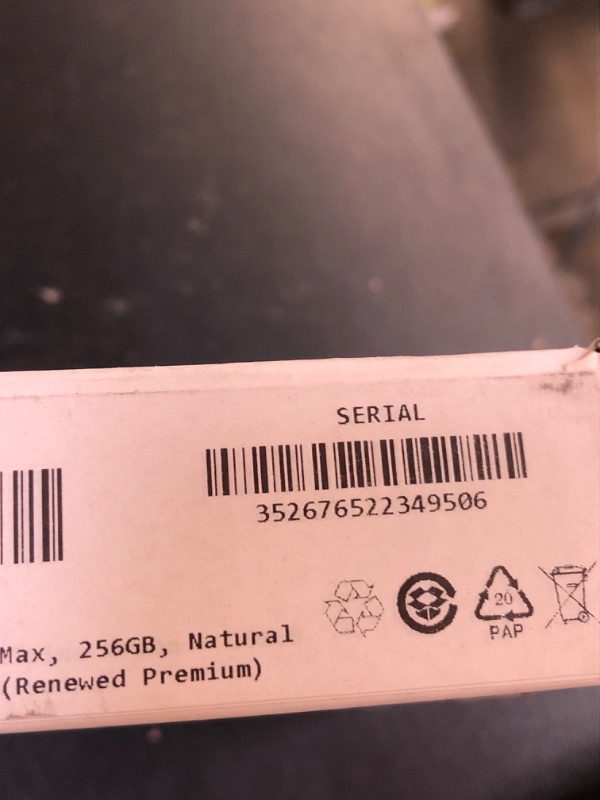 SERIAL
352676522349506
20
PAP
Max, 256GB, Natural
(Renewed Premium)